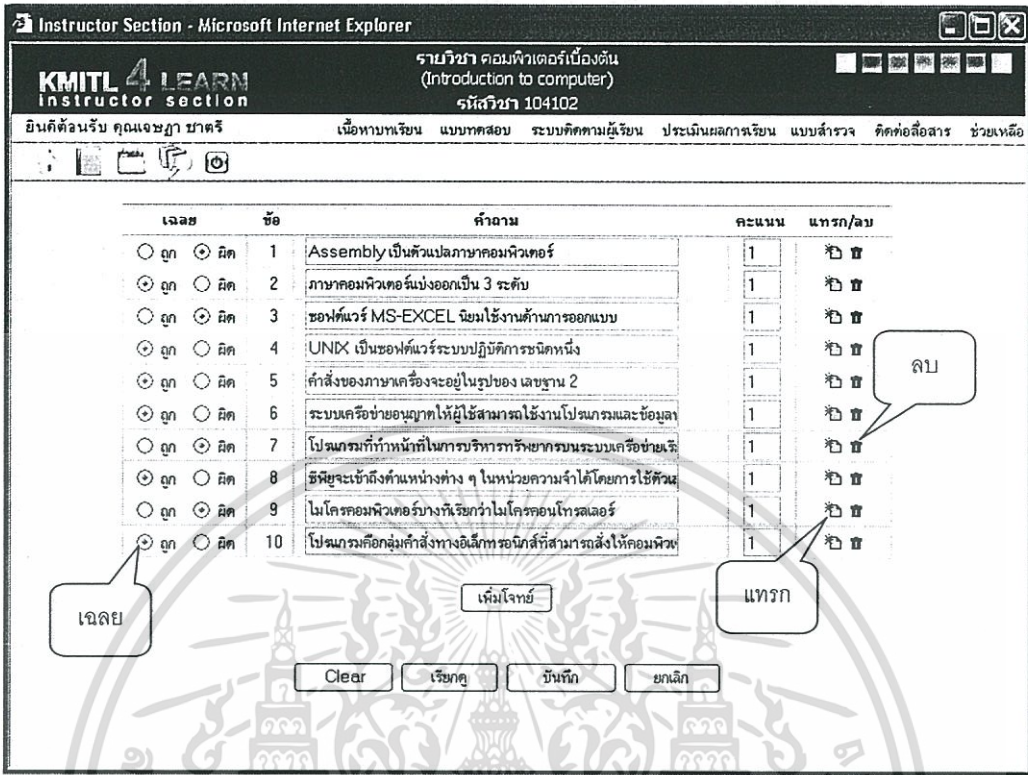 Instructor Section - Microsoft Internet Explorer
รายวิชา คอมพิวเตอร์เบื้องต้น
(Introduction to computer)
รหัสวิชา 104102
KMITL 4 LEARN
instructor section
ยินดีต้อนรับ คุณเจษฎา ชาตรี เนื้อหาบทเรียน แบบทดสอบ ระบบติดตามผู้เรียน ประเมินผลการเรียน แบบสำรวจ ติดต่อสื่อสาร ช่วยเหลือ
เฉลย ข้อ คำถาม คะแนน แทรก/ลบ
ถูก ผิด 1 Assembly เป็นตัวแปลภาษาคอมพิวเตอร์ 1
ถูก ผิด 2 ภาษาคอมพิวเตอร์แบ่งออกเป็น 3 ระดับ 1
ถูก ผิด 3 ซอฟต์แวร์ MS-EXCEL นิยมใช้งานด้านการออกแบบ 1
ถูก ผิด 4 UNIX เป็นซอฟต์แวร์ระบบปฏิบัติการชนิดหนึ่ง 1
ถูก ผิด 5 คำสั่งของภาษาเครื่องจะอยู่ในรูปของ เลขฐาน 2 1
ถูก ผิด 6 ระบบเครือข่ายอนุญาตให้ผู้ใช้สามารถใช้งานโปรแกรมและข้อมูล 1
ถูก ผิด 7 โปรแกรมที่ทำหน้าที่ในการบริหารทรัพยากรบนระบบเครือข่าย 1
ถูก ผิด 8 ซีพียูจะเข้าถึงตำแหน่งต่าง ๆ ในหน่วยความจำได้โดยการใช้ 1
ถูก ผิด 9 ไมโครคอมพิวเตอร์บางทีเรียกว่าไมโครคอนโทรลเลอร์ 1
ถูก ผิด 10 โปรแกรมคือกลุ่มคำสั่งทางอิเล็กทรอนิกส์ที่สามารถสั่งให้ 1
ลบ
แทรก
เฉลย
เพิ่มโจทย์
Clear เรียกดู บันทึก ยกเลิก